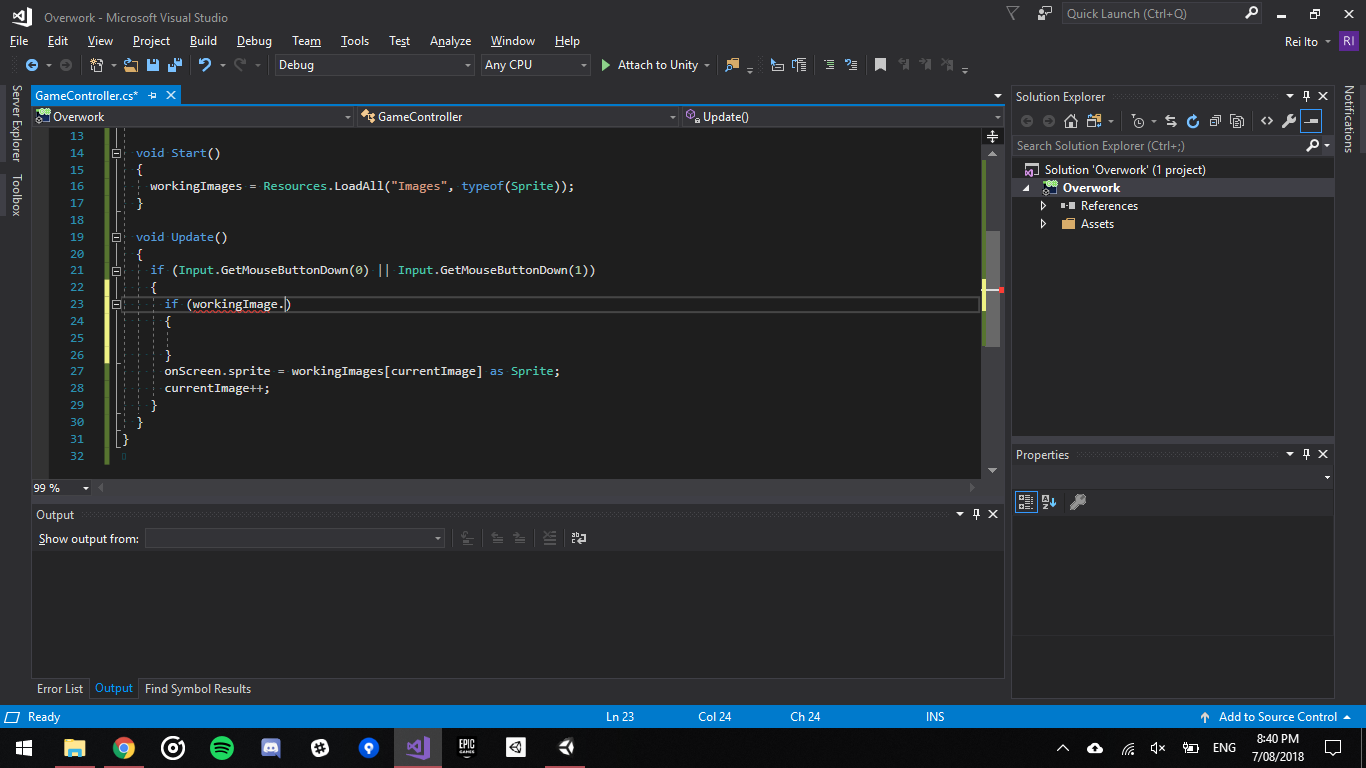 Overwork - Microsoft Visual Studio
Quick Launch (Ctrl+Q)
File Edit View Project Build Debug Team Tools Test Analyze Window Help
Rei Ito RI
Debug Any CPU Attach to Unity
Server Explorer
Toolbox
GameController.cs*
Overwork GameController Update()
13
14 void Start()
15 {
16 workingImages = Resources.LoadAll("Images", typeof(Sprite));
17 }
18
19 void Update()
20 {
21 if (Input.GetMouseButtonDown(0) || Input.GetMouseButtonDown(1))
22 {
23 if (workingImage.)
24 {
25
26 }
27 onScreen.sprite = workingImages[currentImage] as Sprite;
28 currentImage++;
29 }
30 }
31 }
32
99 %
Output
Show output from:
Error List Output Find Symbol Results
Solution Explorer
Search Solution Explorer (Ctrl+;)
Solution 'Overwork' (1 project)
Overwork
References
Assets
Properties
Notifications
Ready Ln 23 Col 24 Ch 24 INS Add to Source Control
EPIC GAMES
ENG
8:40 PM
7/08/2018